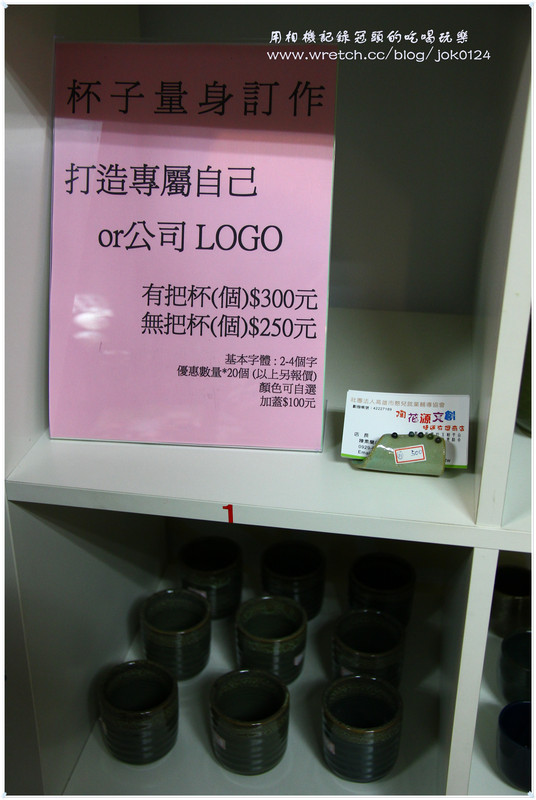 用相機記錄冠頭的吃喝玩樂
www.wretch.cc/blog/jok0124
杯子量身訂作
打造專屬自己
or公司 LOGO
有把杯(個)$300元
無把杯(個)$250元
基本字體 : 2-4個字
優惠數量*20個 (以上另報價)
顏色可自選
加蓋$100元
陶花源文創
店 長
1